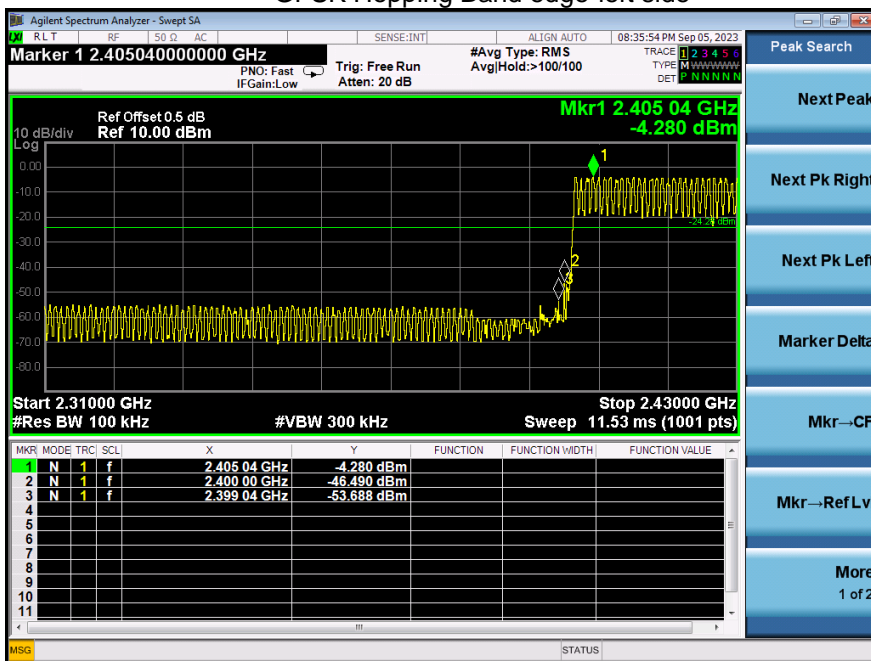 Agilent Spectrum Analyzer - Swept SA
LXI RLT RF 50 Ω AC SENSE:INT ALIGN AUTO 08:35:54 PM Sep 05, 2023
Marker 1 2.405040000000 GHz
PNO: Fast
IFGain:Low
Trig: Free Run
Atten: 20 dB
#Avg Type: RMS
Avg|Hold:>100/100
TRACE 1 2 3 4 5 6
TYPE M WWWWW
DET P N N N N N
Peak Search
Mkr1 2.405 04 GHz
-4.280 dBm
Ref Offset 0.5 dB
10 dB/div Ref 10.00 dBm
Log
0.00
-10.0
-20.0
-30.0
-40.0
-50.0
-60.0
-70.0
-80.0
1
2
3
-24.28 dBm
Start 2.31000 GHz Stop 2.43000 GHz
#Res BW 100 kHz #VBW 300 kHz Sweep 11.53 ms (1001 pts)
MKR MODE TRC SCL X Y FUNCTION FUNCTION WIDTH FUNCTION VALUE
1 N 1 f 2.405 04 GHz -4.280 dBm
2 N 1 f 2.400 00 GHz -46.490 dBm
3 N 1 f 2.399 04 GHz -53.688 dBm
4
5
6
7
8
9
10
11
Next Peak
Next Pk Right
Next Pk Left
Marker Delta
Mkr→CF
Mkr→Ref Lv
More
1 of 2
MSG STATUS